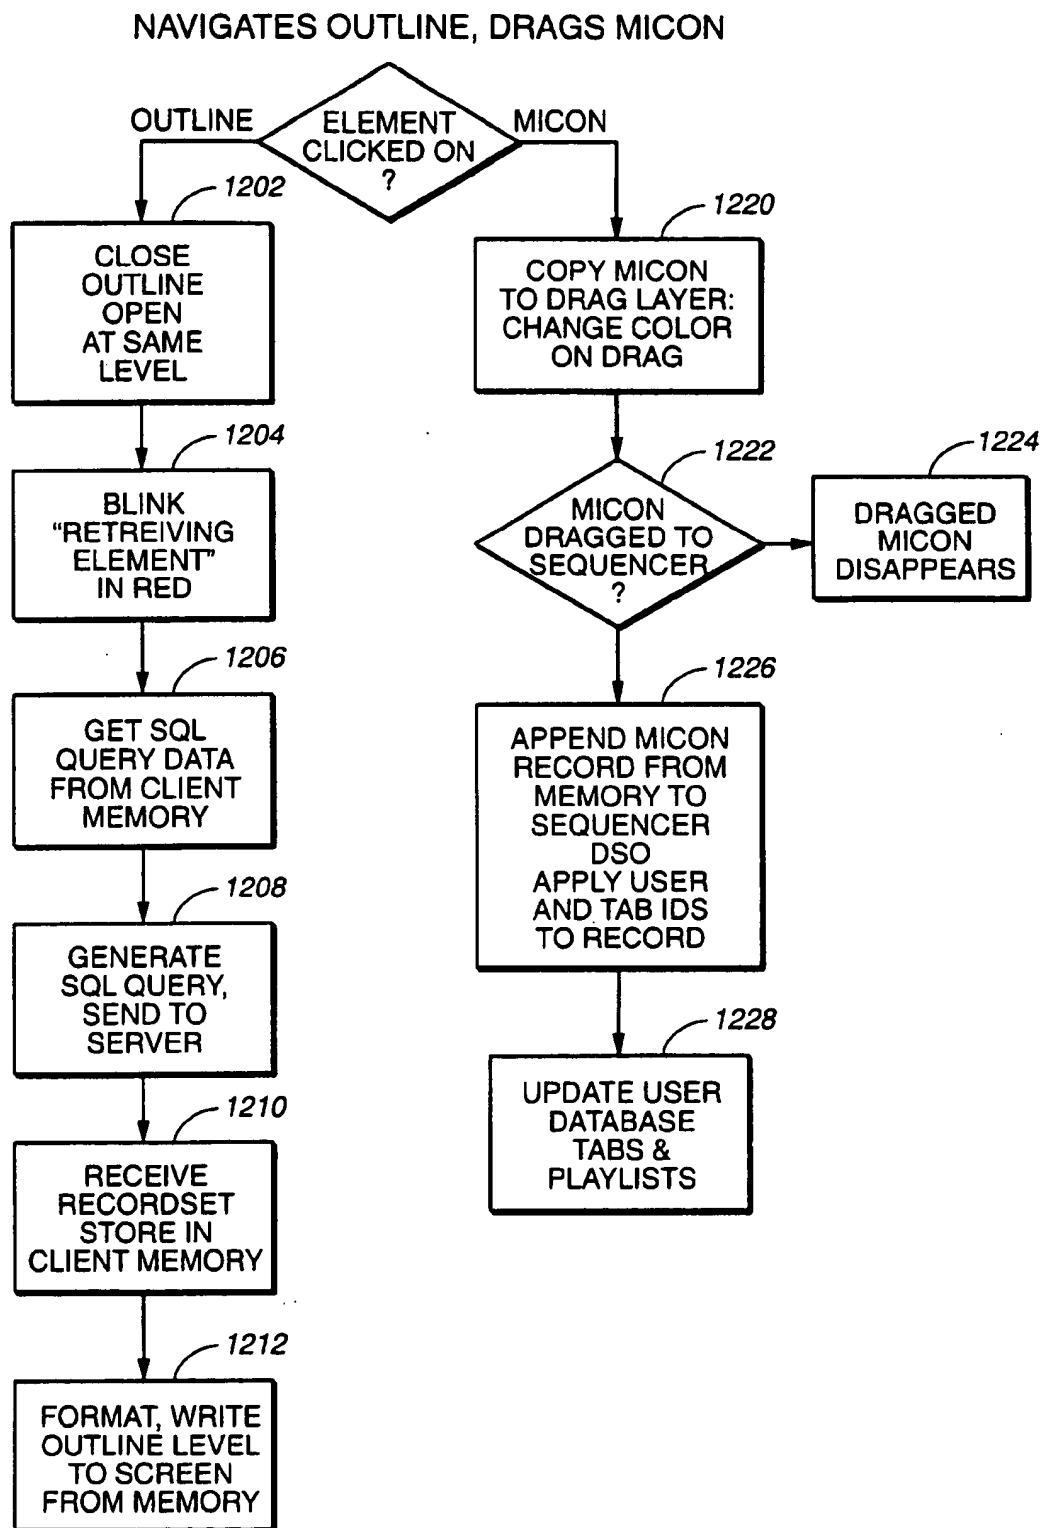 NAVIGATES OUTLINE, DRAGS MICON
OUTLINE
ELEMENT
CLICKED ON
?
MICON
1202
CLOSE
OUTLINE
OPEN
AT SAME
LEVEL
1204
BLINK
“RETREIVING
ELEMENT”
IN RED
1206
GET SQL
QUERY DATA
FROM CLIENT
MEMORY
1208
GENERATE
SQL QUERY,
SEND TO
SERVER
1210
RECEIVE
RECORDSET
STORE IN
CLIENT MEMORY
1212
FORMAT, WRITE
OUTLINE LEVEL
TO SCREEN
FROM MEMORY
1220
COPY MICON
TO DRAG LAYER:
CHANGE COLOR
ON DRAG
1222
MICON
DRAGGED TO
SEQUENCER
?
1224
DRAGGED
MICON
DISAPPEARS
1226
APPEND MICON
RECORD FROM
MEMORY TO
SEQUENCER
DSO
APPLY USER
AND TAB IDS
TO RECORD
1228
UPDATE USER
DATABASE
TABS &
PLAYLISTS